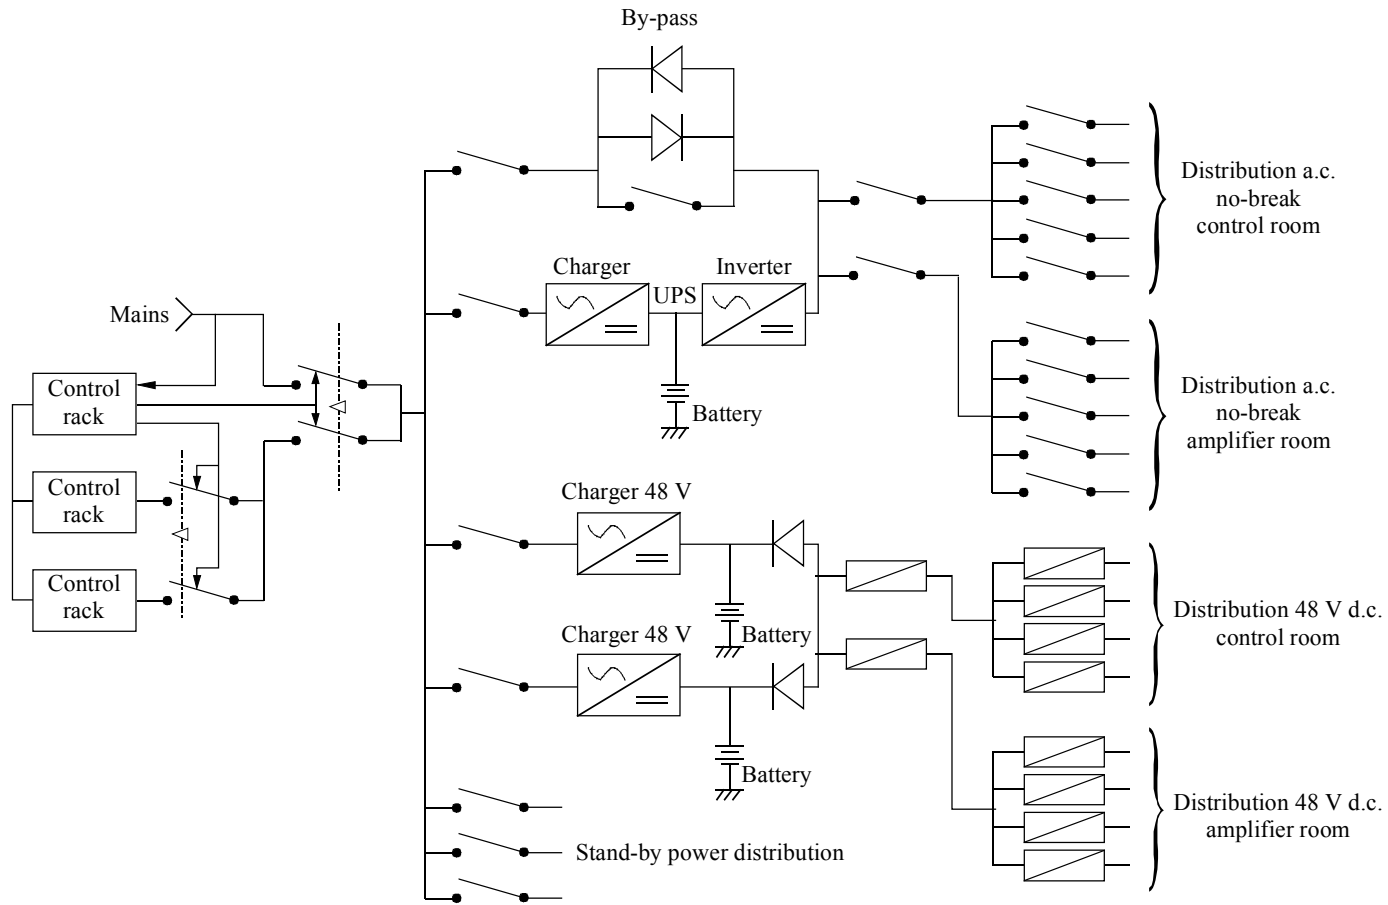 By-pass
Distribution a.c.
no-break
control room
Charger
UPS
Inverter
Battery
Mains
Control
rack
Control
rack
Control
rack
Distribution a.c.
no-break
amplifier room
Charger 48 V
Battery
Charger 48 V
Battery
Distribution 48 V d.c.
control room
Distribution 48 V d.c.
amplifier room
Stand-by power distribution